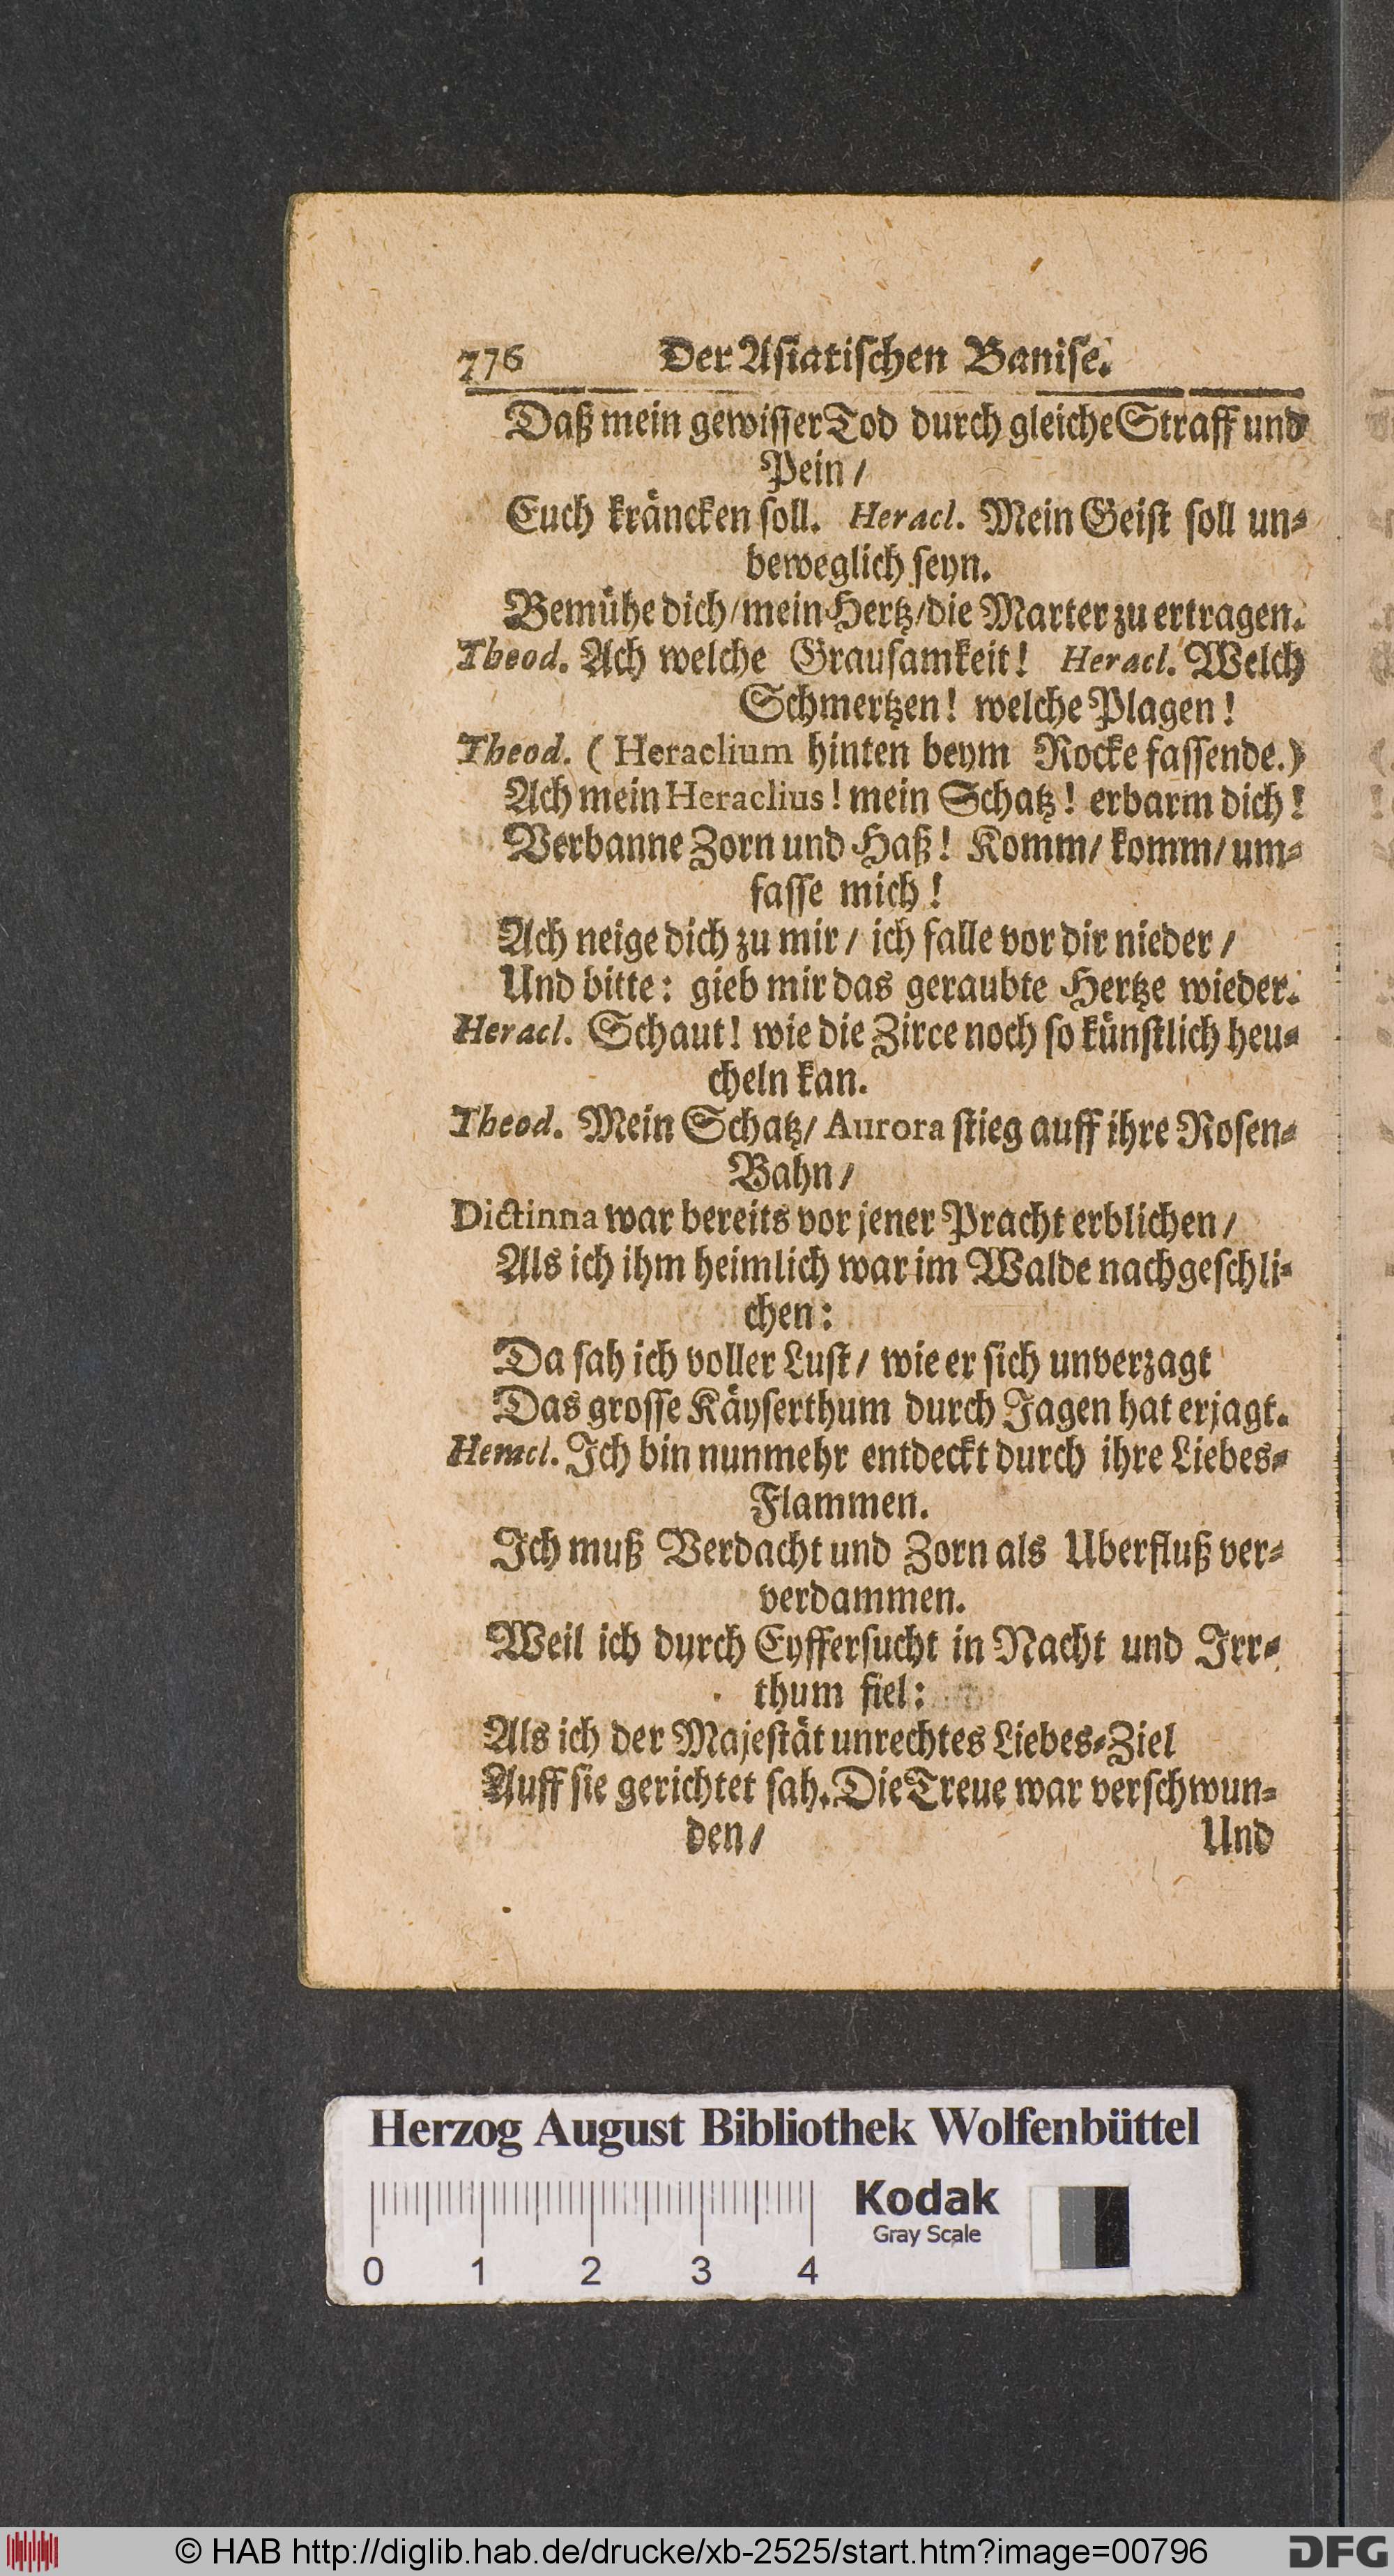 776 Der Asiatischen Banise.
Daß mein gewisser Tod durch gleiche Straff und
Pein /
Euch kräncken soll. Heracl. Mein Geist soll un-
beweglich seyn.
Bemühe dich / mein Hertz / die Marter zu ertragen.
Theod. Ach welche Grausamkeit! Heracl. Welch
Schmertzen! welche Plagen!
Theod. ( Heraclium hinten beym Rocke fassende.)
Ach mein Heraclius! mein Schatz! erbarm dich!
Verbanne Zorn und Haß! Komm / komm / um-
fasse mich!
Ach neige dich zu mir / ich falle vor dir nieder /
Und bitte: gieb mir das geraubte Hertze wieder.
Heracl. Schaut! wie die Zirce noch so künstlich heu-
cheln kan.
Theod. Mein Schatz / Aurora stieg auff ihre Rosen-
Bahn /
Dictinna war bereits vor jener Pracht erblichen /
Als ich ihm heimlich war im Walde nachgeschli-
chen:
Da sah ich voller Lust / wie er sich unverzagt
Das grosse Käyserthum durch Jagen hat erjagt.
Heracl. Ich bin nunmehr entdeckt durch ihre Liebes-
Flammen.
Ich muß Verdacht und Zorn als Uberfluß ver-
verdammen.
Weil ich durch Eyffersucht in Nacht und Irr-
thum fiel:
Als ich der Majestät unrechtes Liebes-Ziel
Auff sie gerichtet sah. Die Treue war verschwun-
den / Und
Herzog August Bibliothek Wolfenbüttel
Kodak
Gray Scale
0 1 2 3 4
© HAB http://diglib.hab.de/drucke/xb-2525/start.htm?image=00796 DFG